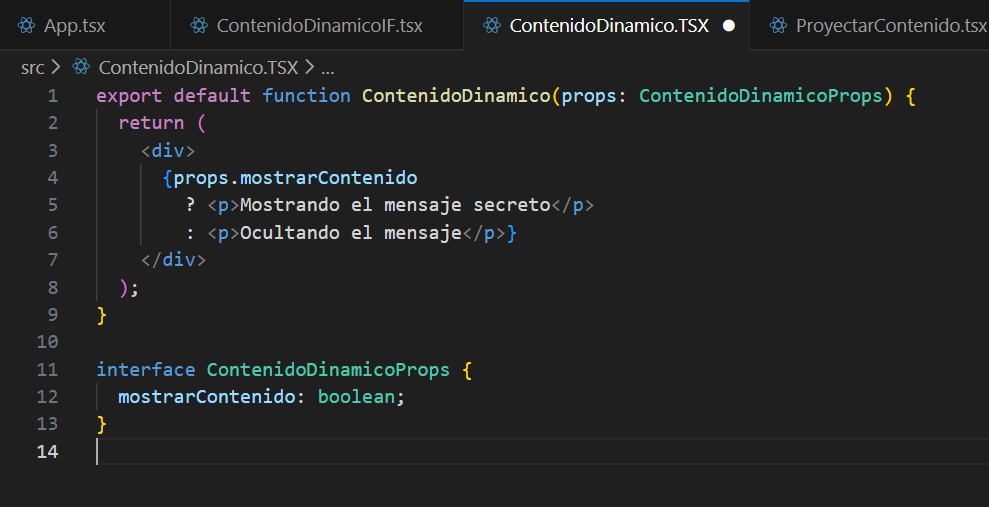 App.tsx ContenidoDinamicoIF.tsx ContenidoDinamico.TSX ProyectarContenido.tsx
src > ContenidoDinamico.TSX > ...
1 export default function ContenidoDinamico(props: ContenidoDinamicoProps) {
2 return (
3 <div>
4 {props.mostrarContenido
5 ? <p>Mostrando el mensaje secreto</p>
6 : <p>Ocultando el mensaje</p>}
7 </div>
8 );
9 }
10
11 interface ContenidoDinamicoProps {
12 mostrarContenido: boolean;
13 }
14